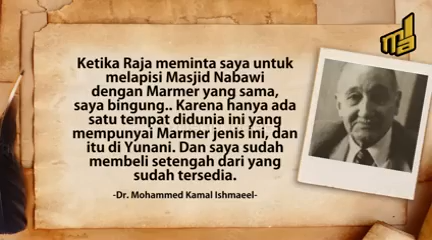 Ketika Raja meminta saya untuk
melapisi Masjid Nabawi
dengan Marmer yang sama,
saya bingung.. Karena hanya ada
satu tempat didunia ini yang
mempunyai Marmer jenis ini, dan
itu di Yunani. Dan saya sudah
membeli setengah dari yang
sudah tersedia.
-Dr. Mohammed Kamal Ishmaeel-